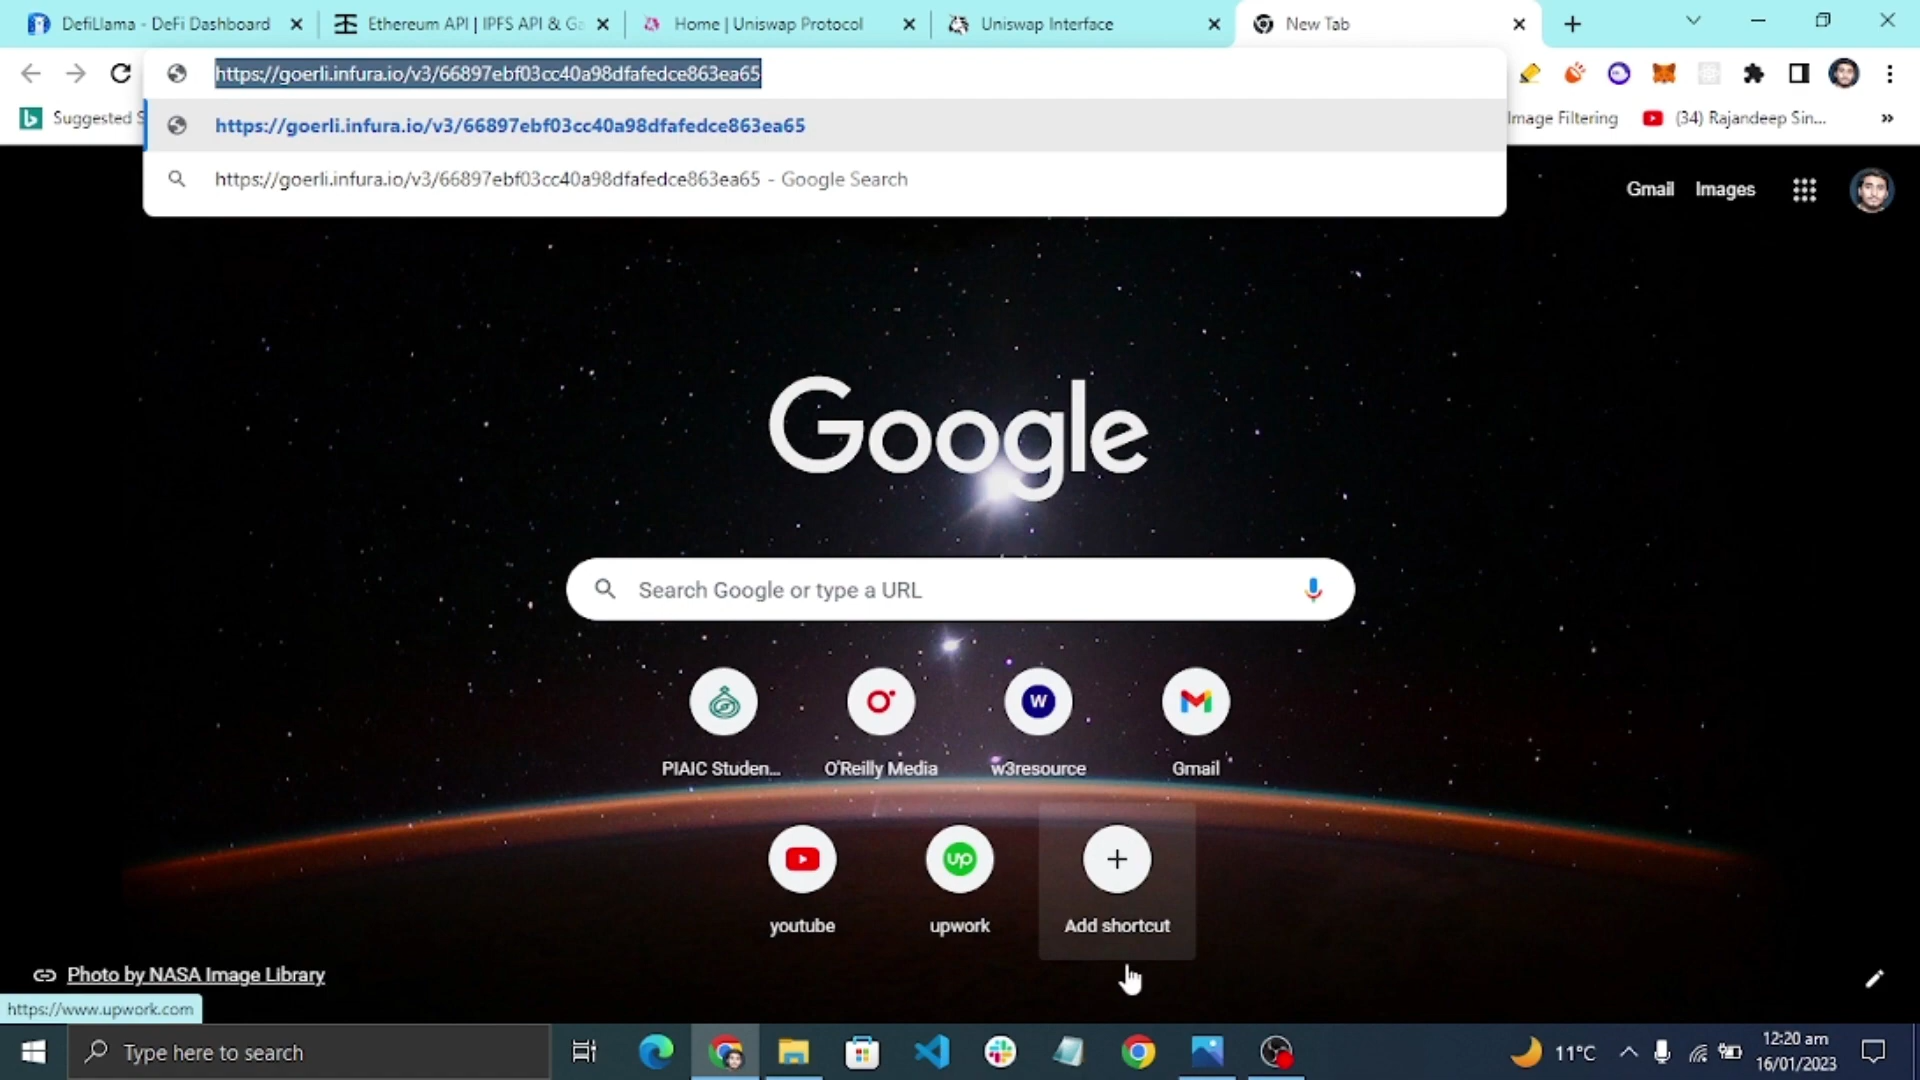 DefiLlama - DeFi Dashboard
Ethereum API | IPFS API & Ga
Home | Uniswap Protocol
Uniswap Interface
New Tab
https://goerli.infura.io/v3/66897ebf03cc40a98dfafedce863ea65
Suggested S
https://goerli.infura.io/v3/66897ebf03cc40a98dfafedce863ea65
Image Filtering
(34) Rajandeep Sin...
»
https://goerli.infura.io/v3/66897ebf03cc40a98dfafedce863ea65 - Google Search
Gmail
Images
Google
Search Google or type a URL
W
PIAIC Studen...
O'Reilly Media
w3resource
Gmail
up
youtube
upwork
Add shortcut
Photo by NASA Image Library
https://www.upwork.com
Type here to search
11°C
12:20 am
16/01/2023